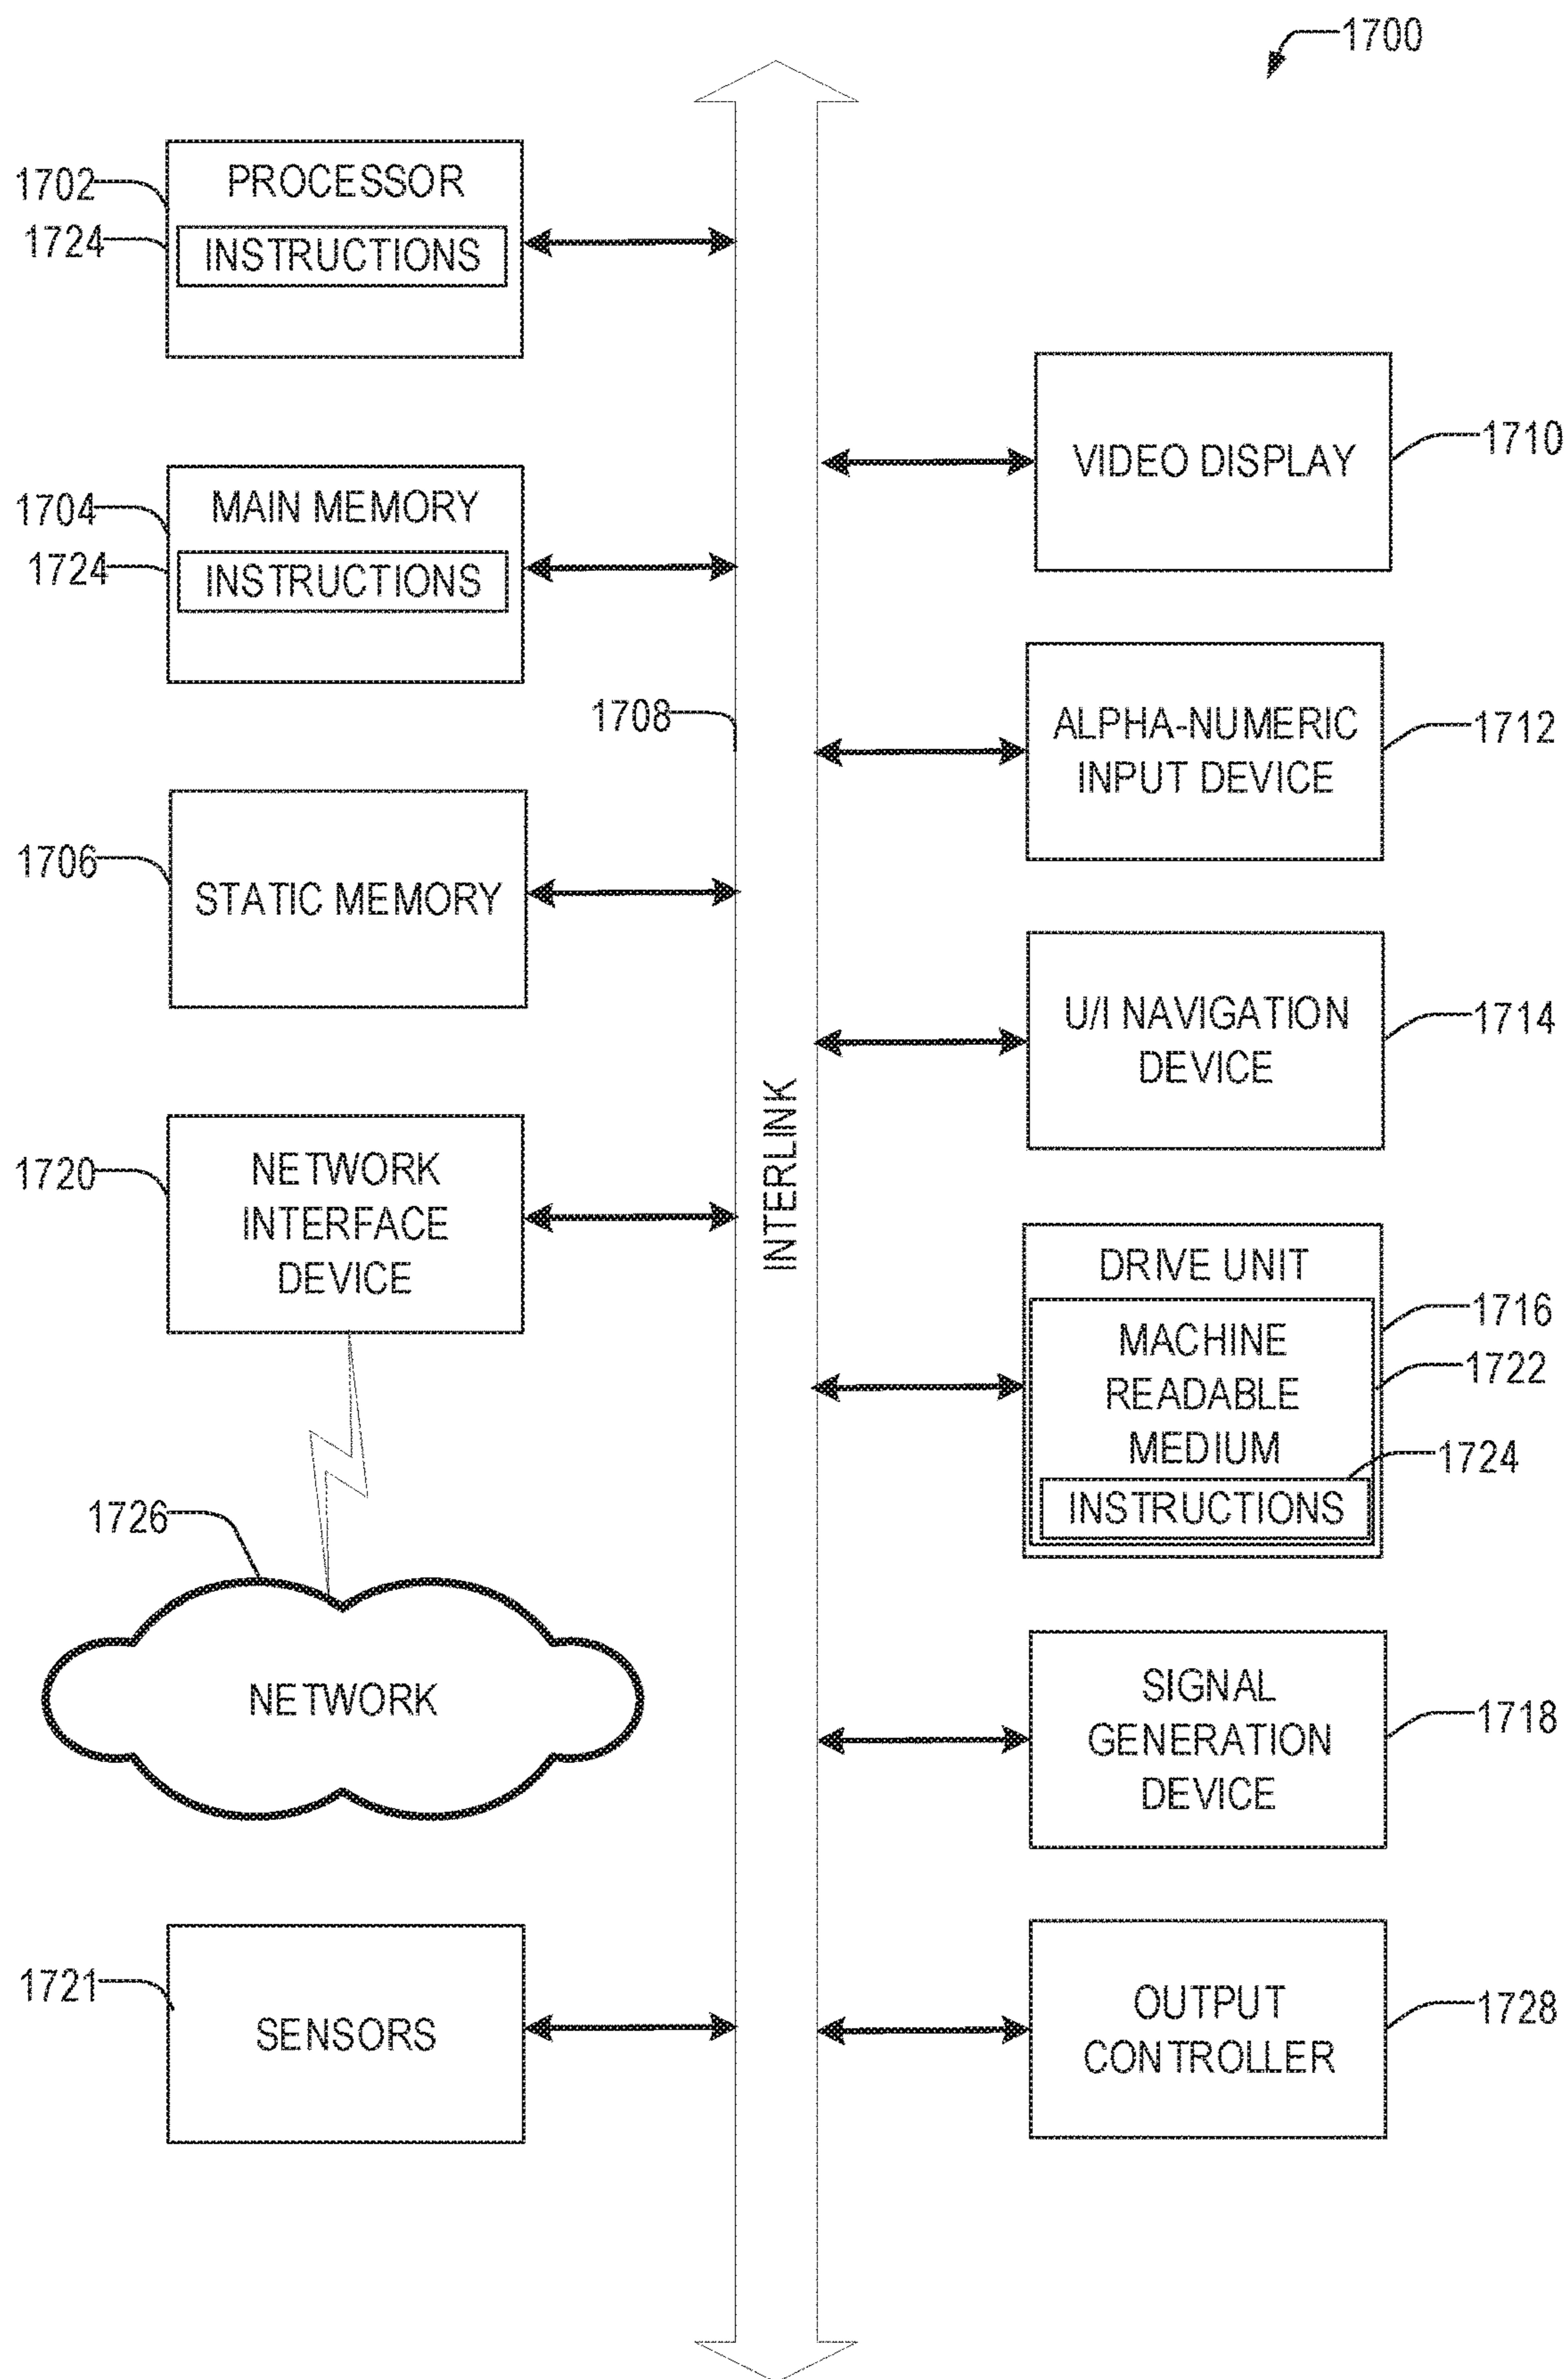 1700
1702
PROCESSOR
1724
INSTRUCTIONS
1704
MAIN MEMORY
1724
INSTRUCTIONS
1708
1706
STATIC MEMORY
1720
NETWORK
INTERFACE
DEVICE
1726
NETWORK
1721
SENSORS
INTERLINK
VIDEO DISPLAY
1710
ALPHA-NUMERIC
INPUT DEVICE
1712
U/I NAVIGATION
DEVICE
1714
DRIVE UNIT
1716
MACHINE
READABLE
MEDIUM
1722
1724
INSTRUCTIONS
SIGNAL
GENERATION
DEVICE
1718
OUTPUT
CONTROLLER
1728